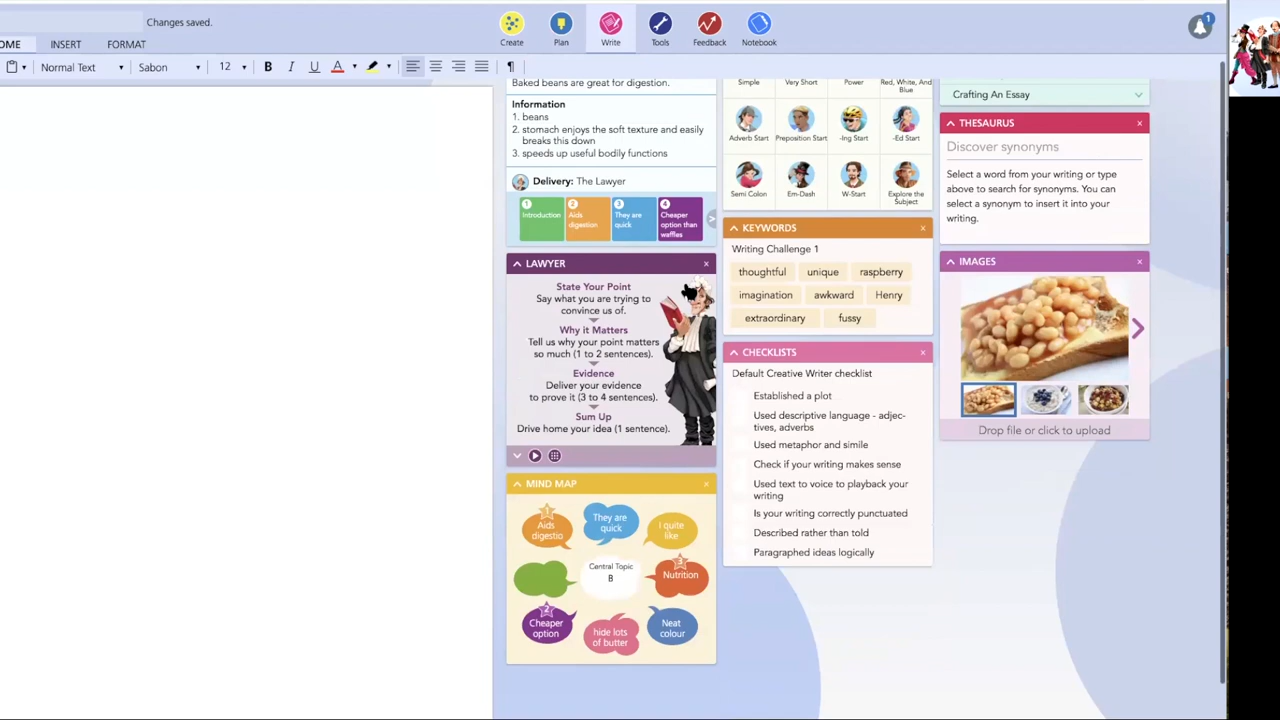 Changes saved.
Create
Plan
Write
Tools
Feedback
Notebook
1
OME
INSERT
FORMAT
Normal Text
Sabon
12
B
I
U
A
¶
Baked beans are great for digestion.
Information
1. beans
2. stomach enjoys the soft texture and easily
breaks this down
3. speeds up useful bodily functions
Delivery: The Lawyer
1
Introduction
2
Aids
digestion
3
They are
quick
4
Cheaper
option than
waffles
LAWYER
State Your Point
Say what you are trying to
convince us of.
Why it Matters
Tell us why your point matters
so much (1 to 2 sentences).
Evidence
Deliver your evidence
to prove it (3 to 4 sentences).
Sum Up
Drive home your idea (1 sentence).
MIND MAP
1
Aids
digestio
They are
quick
I quite
like
Central Topic
B
3
Nutrition
2
Cheaper
option
hide lots
of butter
Neat
colour
Simple
Very Short
Power
Red, White, And
Blue
Adverb Start
Preposition Start
-Ing Start
-Ed Start
Semi Colon
Em-Dash
W-Start
Explore the
Subject
KEYWORDS
Writing Challenge 1
thoughtful
unique
raspberry
imagination
awkward
Henry
extraordinary
fussy
CHECKLISTS
Default Creative Writer checklist
Established a plot
Used descriptive language - adjec-
tives, adverbs
Used metaphor and simile
Check if your writing makes sense
Used text to voice to playback your
writing
Is your writing correctly punctuated
Described rather than told
Paragraphed ideas logically
Crafting An Essay
THESAURUS
Discover synonyms
Select a word from your writing or type
above to search for synonyms. You can
select a synonym to insert it into your
writing.
IMAGES
Drop file or click to upload